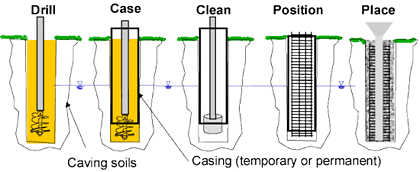 Drill Case Clean Position Place
Caving soils
Casing (temporary or permanent)